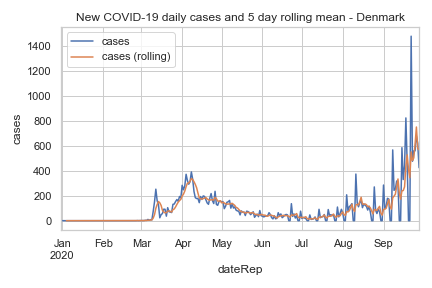 New COVID-19 daily cases and 5 day rolling mean - Denmark
cases
cases (rolling)
1400
1200
1000
800
600
400
200
0
cases
Jan Feb Mar Apr May Jun Jul Aug Sep
2020
dateRep